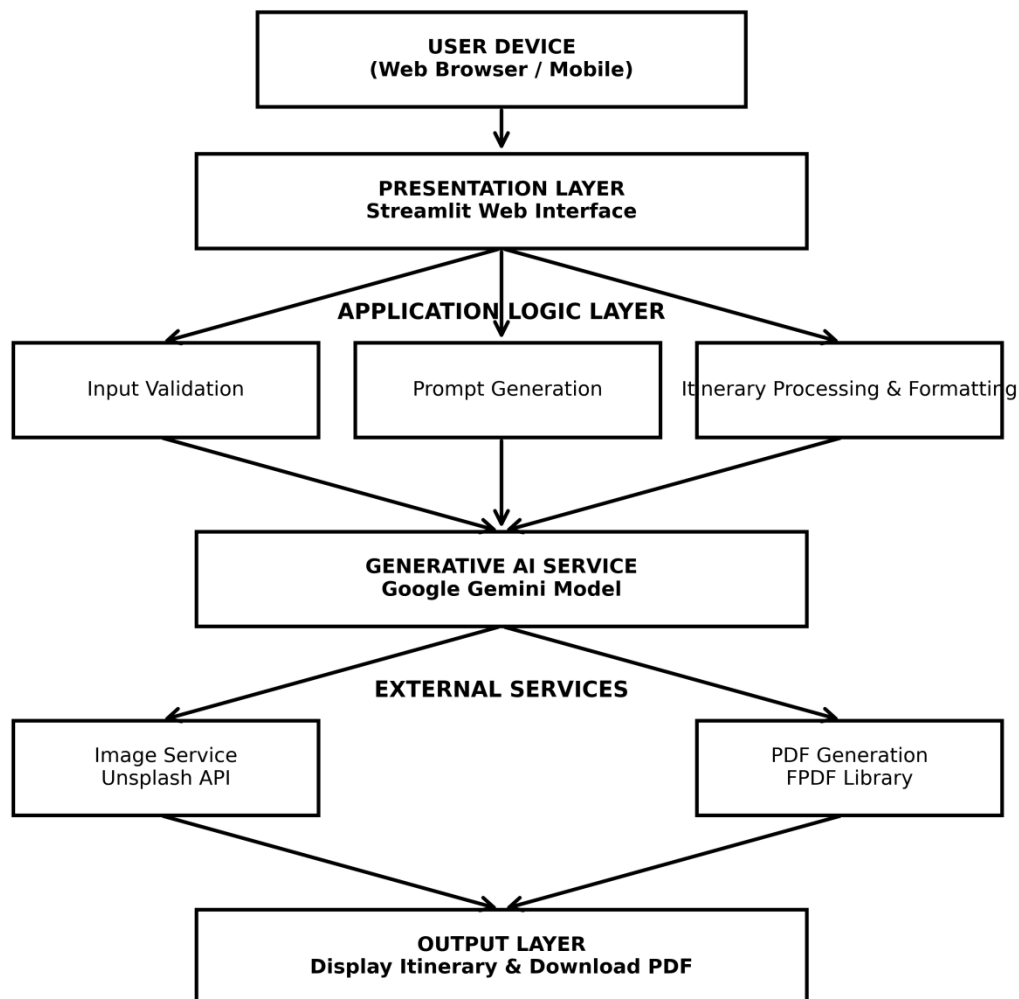 USER DEVICE
(Web Browser / Mobile)
PRESENTATION LAYER
Streamlit Web Interface
APPLICATION LOGIC LAYER
Input Validation
Prompt Generation
Itinerary Processing & Formatting
GENERATIVE AI SERVICE
Google Gemini Model
EXTERNAL SERVICES
Image Service
Unsplash API
PDF Generation
FPDF Library
OUTPUT LAYER
Display Itinerary & Download PDF